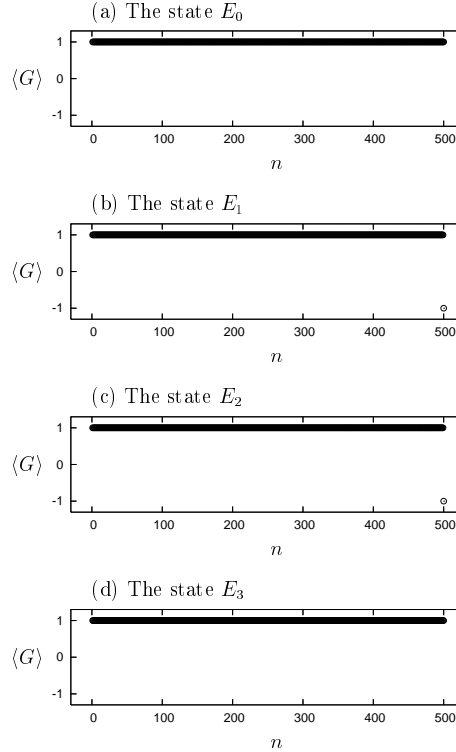 (a) The state E₀
1
⟨G⟩ 0
-1
0 100 200 300 400 500
n
(b) The state E₁
1
⟨G⟩ 0
-1
0 100 200 300 400 500
n
(c) The state E₂
1
⟨G⟩ 0
-1
0 100 200 300 400 500
n
(d) The state E₃
1
⟨G⟩ 0
-1
0 100 200 300 400 500
n